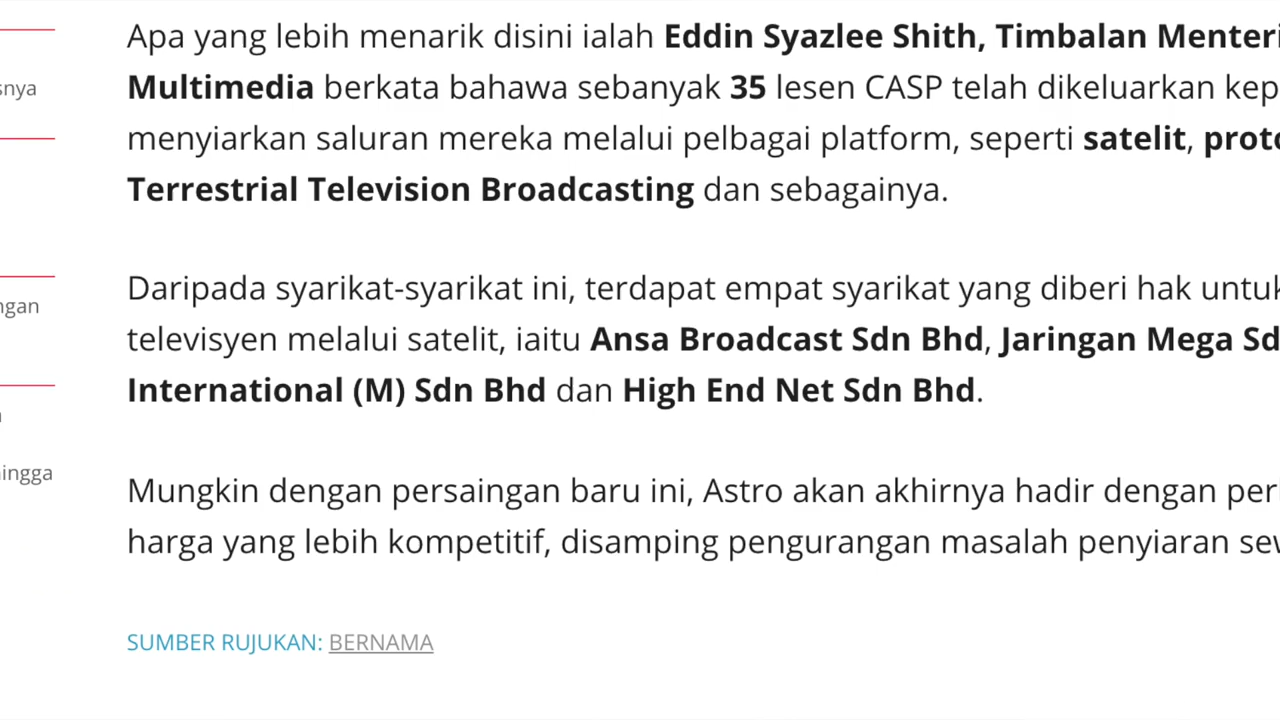 Apa yang lebih menarik disini ialah Eddin Syazlee Shith, Timbalan Menteri
Multimedia berkata bahawa sebanyak 35 lesen CASP telah dikeluarkan kep
menyiarkan saluran mereka melalui pelbagai platform, seperti satelit, proto
Terrestrial Television Broadcasting dan sebagainya.
Daripada syarikat-syarikat ini, terdapat empat syarikat yang diberi hak untuk
televisyen melalui satelit, iaitu Ansa Broadcast Sdn Bhd, Jaringan Mega Sd
International (M) Sdn Bhd dan High End Net Sdn Bhd.
Mungkin dengan persaingan baru ini, Astro akan akhirnya hadir dengan per
harga yang lebih kompetitif, disamping pengurangan masalah penyiaran sew
SUMBER RUJUKAN: BERNAMA
snya
ngan
ingga